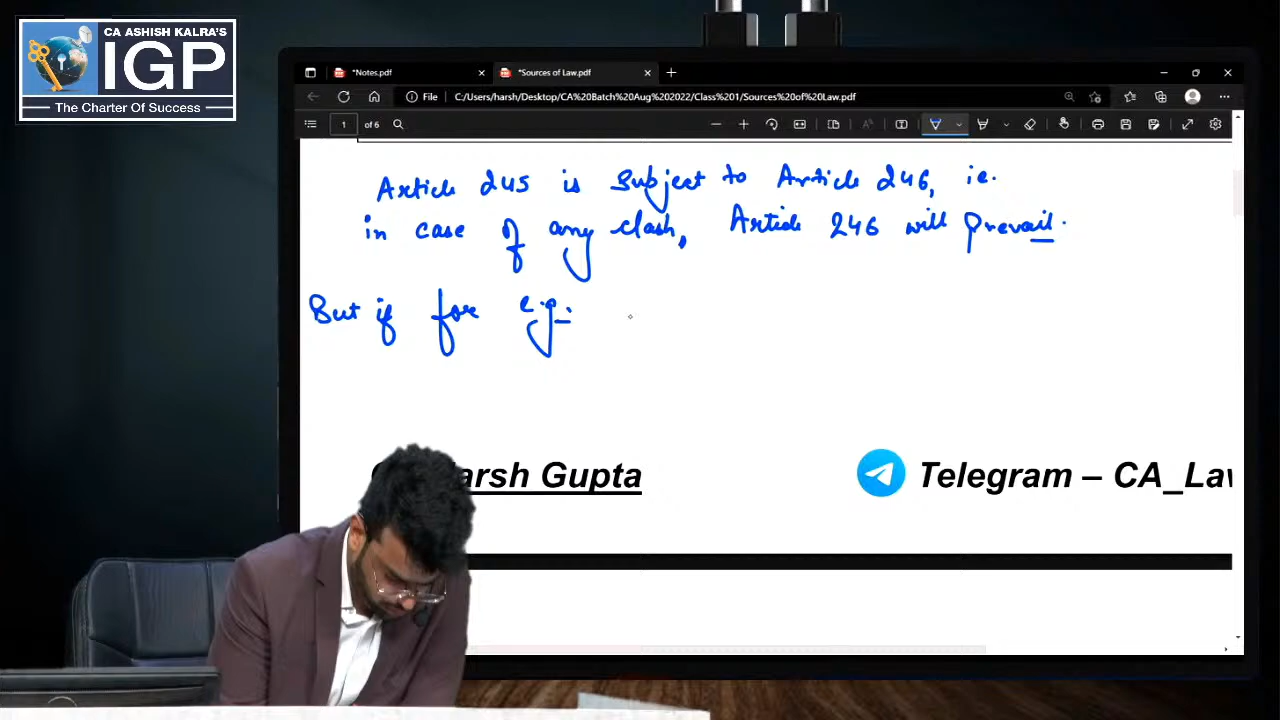 CA ASHISH KALRA'S
IGP
The Charter Of Success
*Notes.pdf
*Sources of Law.pdf
File C:/Users/harsh/Desktop/CA%20Batch%20Aug%202022/Class%201/Sources%20of%20Law.pdf
1 of 6
Article 245 is subject to Article 246, ie.
in case of any clash, Article 246 will prevail.
But if for e.g.:
arsh Gupta
Telegram – CA_Law